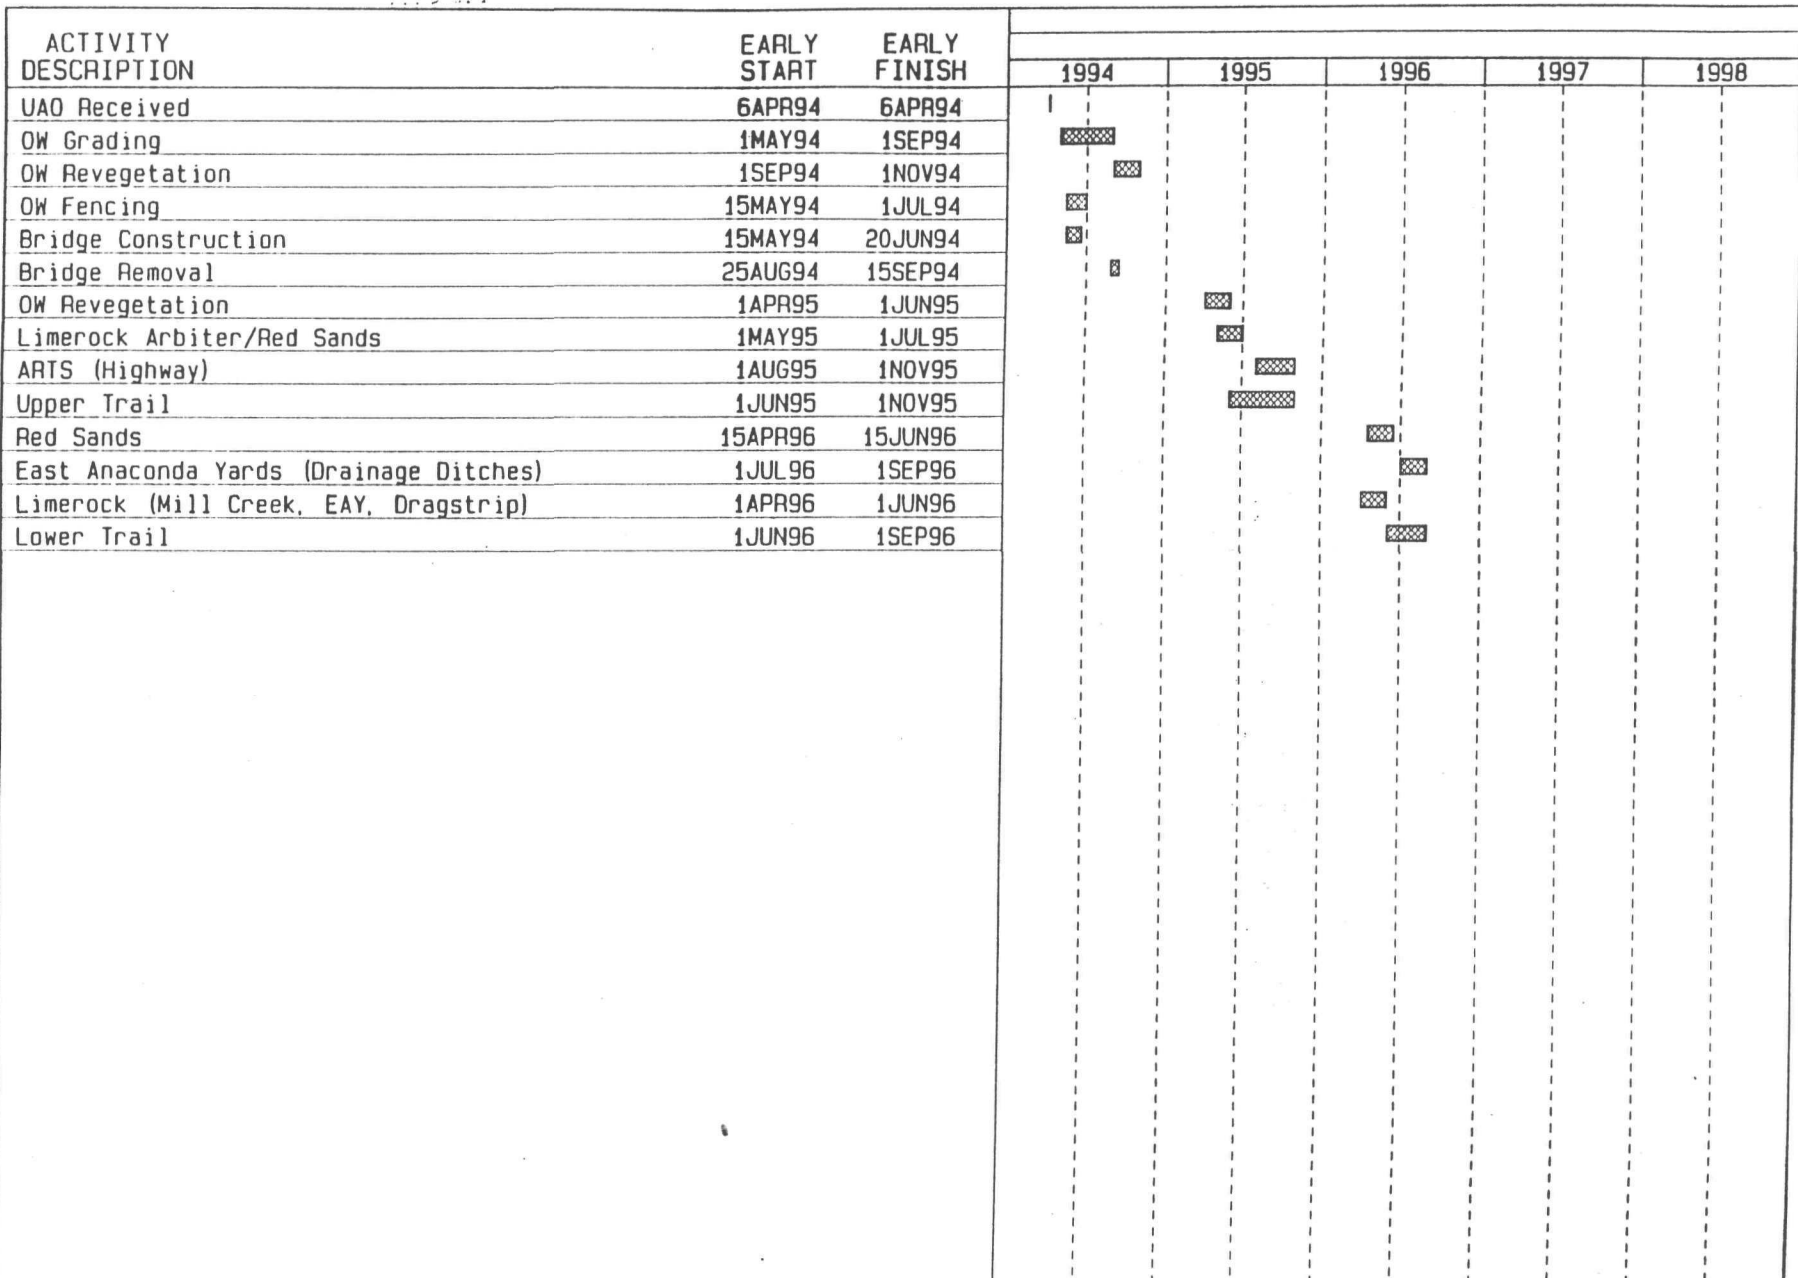 ACTIVITY DESCRIPTION EARLY START EARLY FINISH
1994 1995 1996 1997 1998
UAO Received 6APR94 6APR94
OW Grading 1MAY94 1SEP94
OW Revegetation 1SEP94 1NOV94
OW Fencing 15MAY94 1JUL94
Bridge Construction 15MAY94 20JUN94
Bridge Removal 25AUG94 15SEP94
OW Revegetation 1APR95 1JUN95
Limerock Arbiter/Red Sands 1MAY95 1JUL95
ARTS (Highway) 1AUG95 1NOV95
Upper Trail 1JUN95 1NOV95
Red Sands 15APR96 15JUN96
East Anaconda Yards (Drainage Ditches) 1JUL96 1SEP96
Limerock (Mill Creek, EAY, Dragstrip) 1APR96 1JUN96
Lower Trail 1JUN96 1SEP96